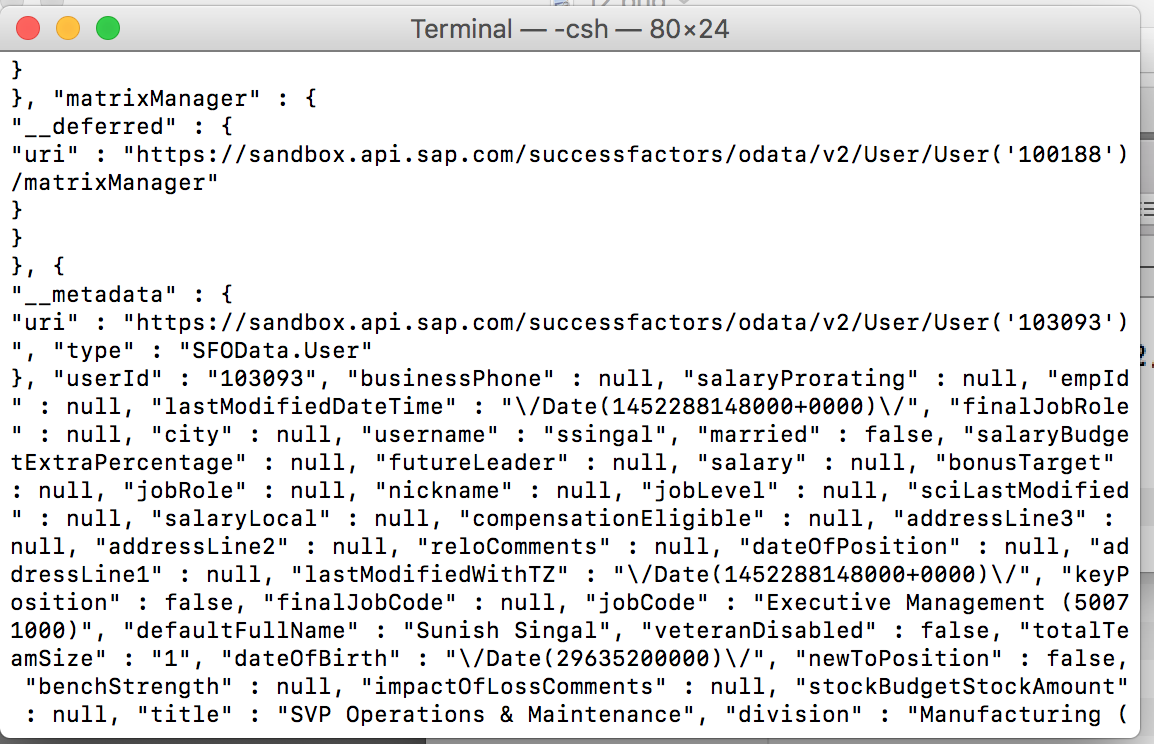 Terminal — -csh — 80×24
}
}, "matrixManager" : {
"__deferred" : {
"uri" : "https://sandbox.api.sap.com/successfactors/odata/v2/User/User('100188')
/matrixManager"
}
}
}, {
"__metadata" : {
"uri" : "https://sandbox.api.sap.com/successfactors/odata/v2/User/User('103093')
", "type" : "SFOData.User"
}, "userId" : "103093", "businessPhone" : null, "salaryProrating" : null, "empId
" : null, "lastModifiedDateTime" : "\/Date(1452288148000+0000)\/", "finalJobRole
" : null, "city" : null, "username" : "ssingal", "married" : false, "salaryBudge
tExtraPercentage" : null, "futureLeader" : null, "salary" : null, "bonusTarget"
: null, "jobRole" : null, "nickname" : null, "jobLevel" : null, "sciLastModified
" : null, "salaryLocal" : null, "compensationEligible" : null, "addressLine3" :
null, "addressLine2" : null, "reloComments" : null, "dateOfPosition" : null, "ad
dressLine1" : null, "lastModifiedWithTZ" : "\/Date(1452288148000+0000)\/", "keyP
osition" : false, "finalJobCode" : null, "jobCode" : "Executive Management (5007
1000)", "defaultFullName" : "Sunish Singal", "veteranDisabled" : false, "totalTe
amSize" : "1", "dateOfBirth" : "\/Date(29635200000)\/", "newToPosition" : false,
 "benchStrength" : null, "impactOfLossComments" : null, "stockBudgetStockAmount"
 : null, "title" : "SVP Operations & Maintenance", "division" : "Manufacturing (